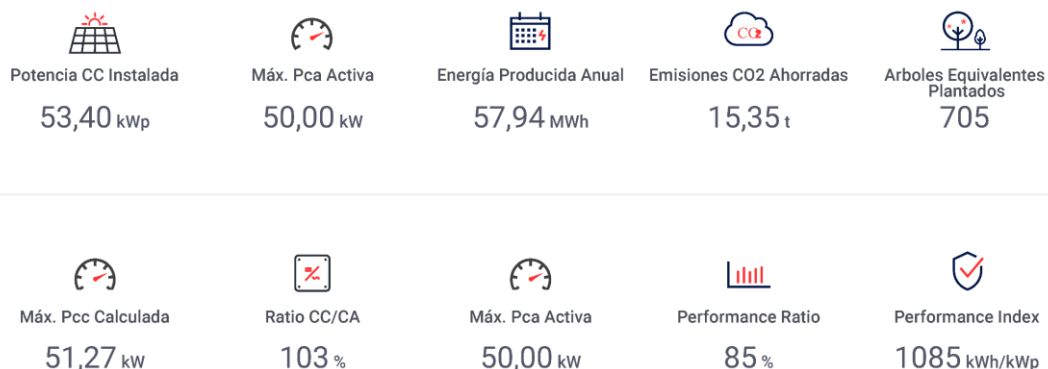 CO2
Potencia CC Instalada
53,40 kWp
Máx. Pca Activa
50,00 kW
Energía Producida Anual
57,94 MWh
Emisiones CO2 Ahorradas
15,35 t
Arboles Equivalentes
Plantados
705
Máx. Pcc Calculada
51,27 kW
Ratio CC/CA
103 %
Máx. Pca Activa
50,00 kW
Performance Ratio
85 %
Performance Index
1085 kWh/kWp